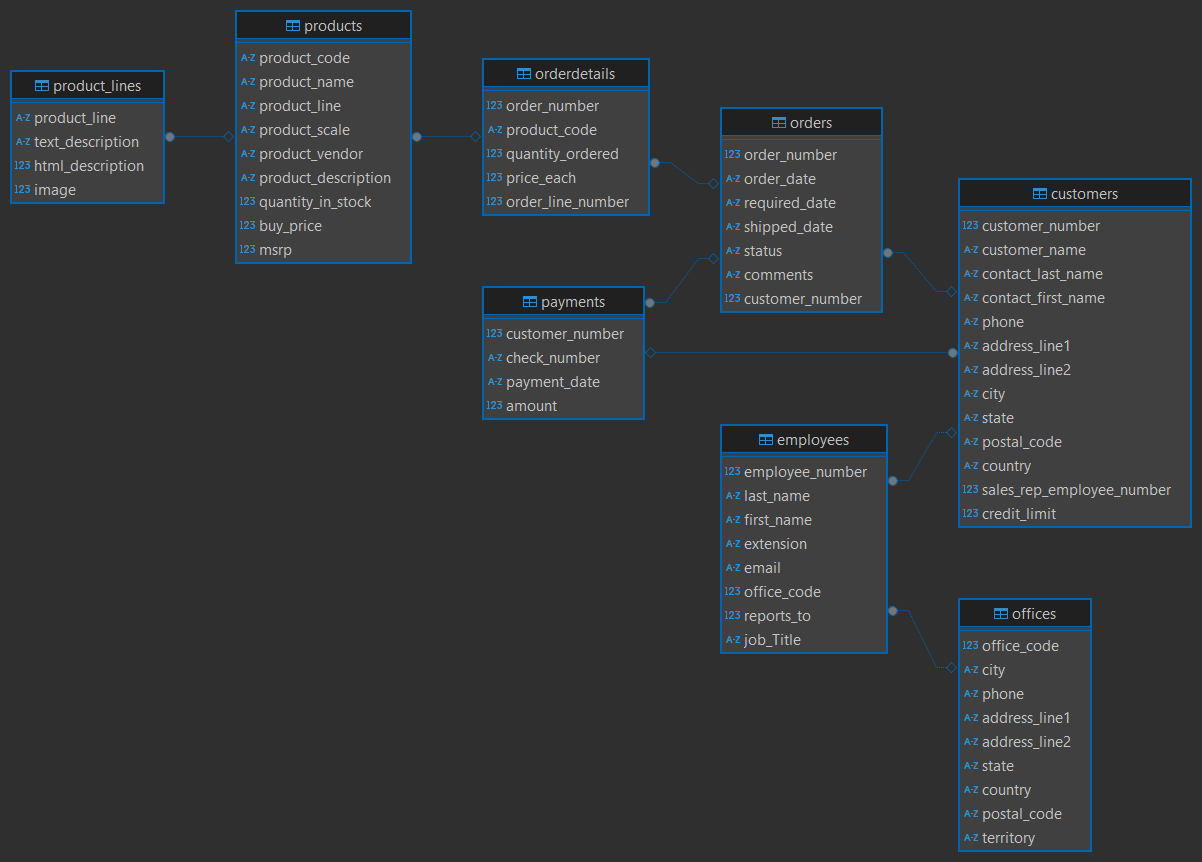 product_lines
A-Z product_line
A-Z text_description
123 html_description
123 image
products
A-Z product_code
A-Z product_name
A-Z product_line
A-Z product_scale
A-Z product_vendor
A-Z product_description
123 quantity_in_stock
123 buy_price
123 msrp
orderdetails
123 order_number
A-Z product_code
123 quantity_ordered
123 price_each
123 order_line_number
payments
123 customer_number
A-Z check_number
A-Z payment_date
123 amount
orders
123 order_number
A-Z order_date
A-Z required_date
A-Z shipped_date
A-Z status
A-Z comments
123 customer_number
employees
123 employee_number
A-Z last_name
A-Z first_name
A-Z extension
A-Z email
123 office_code
123 reports_to
A-Z job_Title
customers
123 customer_number
A-Z customer_name
A-Z contact_last_name
A-Z contact_first_name
A-Z phone
A-Z address_line1
A-Z address_line2
A-Z city
A-Z state
A-Z postal_code
A-Z country
123 sales_rep_employee_number
123 credit_limit
offices
123 office_code
A-Z city
A-Z phone
A-Z address_line1
A-Z address_line2
A-Z state
A-Z country
A-Z postal_code
A-Z territory